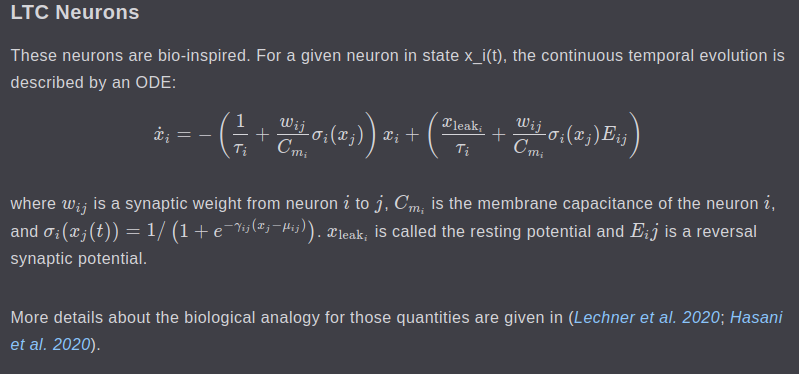 LTC Neurons
These neurons are bio-inspired. For a given neuron in state x_i(t), the continuous temporal evolution is
described by an ODE:
$\dot{x}_i = -\left(\frac{1}{\tau_i} + \frac{w_{ij}}{C_{m_i}}\sigma_i(x_j)\right)x_i + \left(\frac{x_{\text{leak}_i}}{\tau_i} + \frac{w_{ij}}{C_{m_i}}\sigma_i(x_j)E_{ij}\right)$
where $w_{ij}$ is a synaptic weight from neuron $i$ to $j$, $C_{m_i}$ is the membrane capacitance of the neuron $i$,
and $\sigma_i(x_j(t)) = 1/\left(1 + e^{-\gamma_{ij}(x_j-\mu_{ij})}\right)$. $x_{\text{leak}_i}$ is called the resting potential and $E_ij$ is a reversal
synaptic potential.
More details about the biological analogy for those quantities are given in (Lechner et al. 2020; Hasani
et al. 2020).